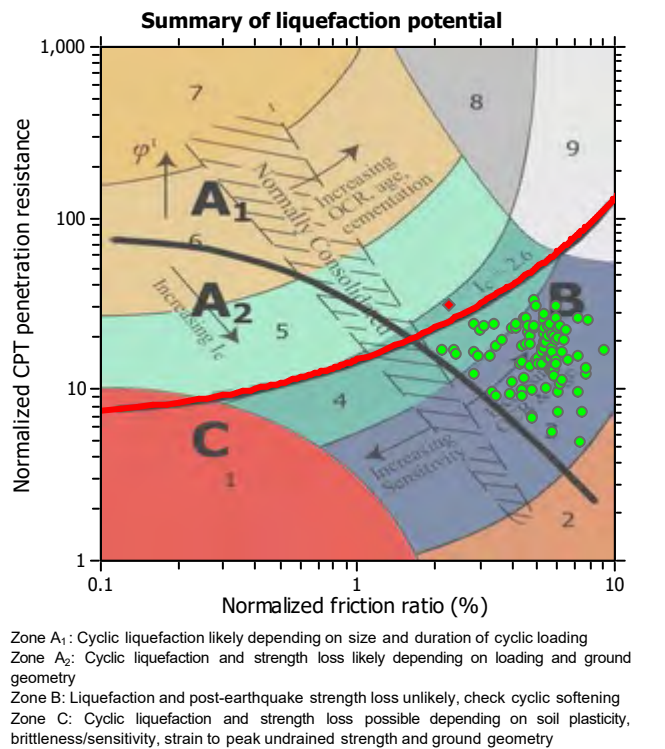 Summary of liquefaction potential
1,000
100
10
1
Normalized CPT penetration resistance
7
8
9
φ'
A1
Normally Consolidated
Increasing
OCR, age,
cementation
6
A2
Increasing Ic
5
Ic = 2.6
B
4
C
1
Increasing
Sensitivity
3
2
0.1
1
10
Normalized friction ratio (%)
Zone A1: Cyclic liquefaction likely depending on size and duration of cyclic loading
Zone A2: Cyclic liquefaction and strength loss likely depending on loading and ground
geometry
Zone B: Liquefaction and post-earthquake strength loss unlikely, check cyclic softening
Zone C: Cyclic liquefaction and strength loss possible depending on soil plasticity,
brittleness/sensitivity, strain to peak undrained strength and ground geometry